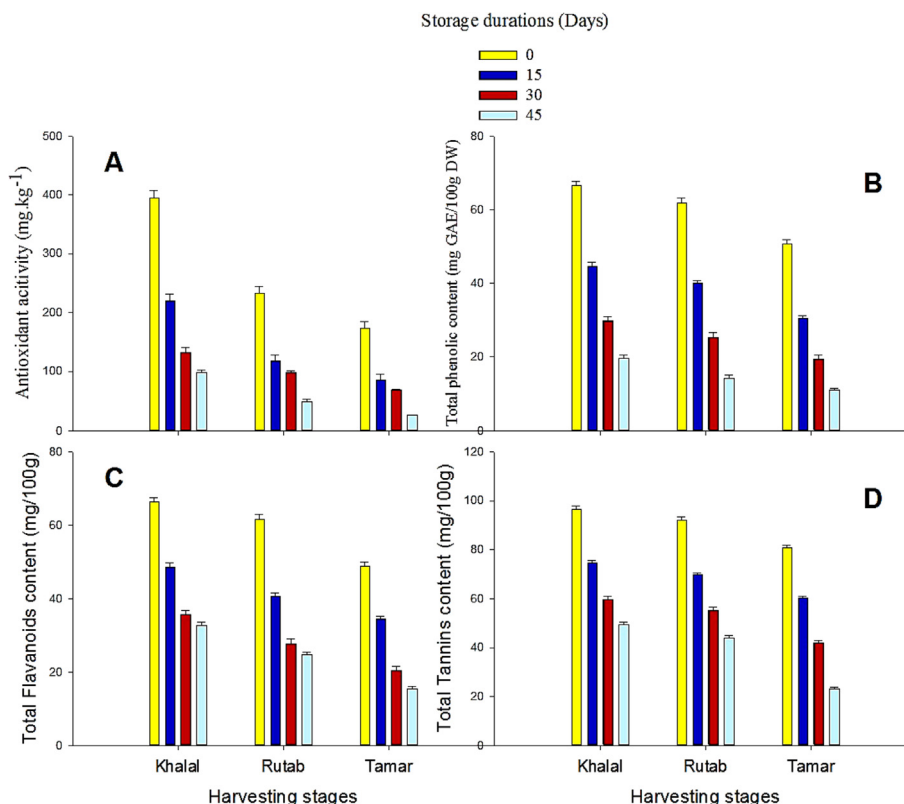 Storage durations (Days)
0
15
30
45
A
Antioxidant acitivity (mg.kg-1)
500
400
300
200
100
0
B
Total phenolic content (mg GAE/100g DW)
80
60
40
20
0
C
Total Flavanoids content (mg/100g)
80
60
40
20
0
Khalal Rutab Tamar
Harvesting stages
D
Total Tannins content (mg/100g)
120
100
80
60
40
20
0
Khalal Rutab Tamar
Harvesting stages